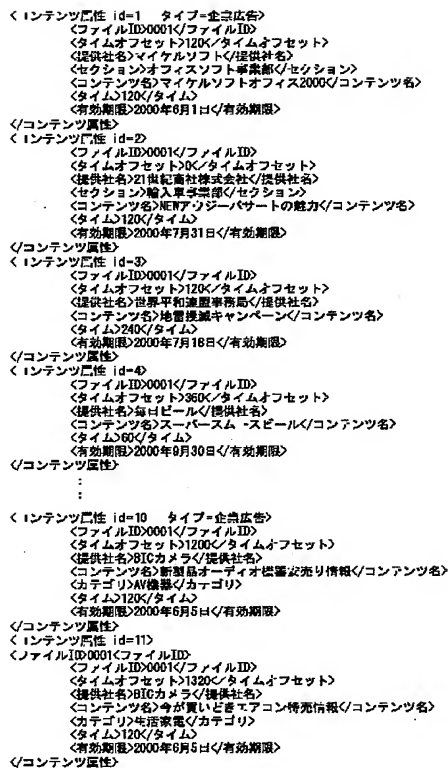 <コンテンツ属性 id=1 タイプ=企業広告>
<ファイルID>0001</ファイルID>
<タイムオフセット>120</タイムオフセット>
<提供社名>マイケルソフト</提供社名>
<セクション>オフィスソフト事業部</セクション>
<コンテンツ名>マイケルソフトオフィス2000</コンテンツ名>
<タイム>120</タイム>
<有効期限>2000年6月1日</有効期限>
</コンテンツ属性>
<コンテンツ属性 id=2>
<ファイルID>0001</ファイルID>
<タイムオフセット>0</タイムオフセット>
<提供社名>21世紀商社株式会社</提供社名>
<セクション>輸入車事業部</セクション>
<コンテンツ名>NEWアウジーパサートの魅力</コンテンツ名>
<タイム>120</タイム>
<有効期限>2000年7月31日</有効期限>
</コンテンツ属性>
<コンテンツ属性 id=3>
<ファイルID>0001</ファイルID>
<タイムオフセット>120</タイムオフセット>
<提供社名>世界平和連盟事務局</提供社名>
<コンテンツ名>地雷撲滅キャンペーン</コンテンツ名>
<タイム>240</タイム>
<有効期限>2000年7月16日</有効期限>
</コンテンツ属性>
<コンテンツ属性 id=4>
<ファイルID>0001</ファイルID>
<タイムオフセット>360</タイムオフセット>
<提供社名>毎日ビール</提供社名>
<コンテンツ名>スーパースム-スビール</コンテンツ名>
<タイム>60</タイム>
<有効期限>2000年9月30日</有効期限>
</コンテンツ属性>
:
:
<コンテンツ属性 id=10 タイプ=企業広告>
<ファイルID>0001</ファイルID>
<タイムオフセット>1200</タイムオフセット>
<提供社名>BICカメラ</提供社名>
<コンテンツ名>新製品オーディオ機器安売り情報</コンテンツ名>
<カテゴリ>AV機器</カテゴリ>
<タイム>120</タイム>
<有効期限>2000年6月5日</有効期限>
</コンテンツ属性>
<コンテンツ属性 id=11>
<ファイルID>0001<ファイルID>
<ファイルID>0001</ファイルID>
<タイムオフセット>1320</タイムオフセット>
<提供社名>BICカメラ</提供社名>
<コンテンツ名>今が買いどきエアコン特売情報</コンテンツ名>
<カテゴリ>生活家電</カテゴリ>
<タイム>120</タイム>
<有効期限>2000年6月5日</有効期限>
</コンテンツ属性>